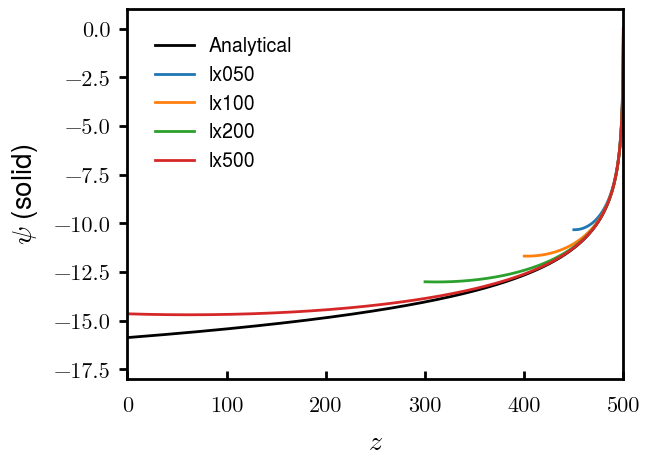 0.0
−2.5
−5.0
−7.5
−10.0
−12.5
−15.0
−17.5
ψ (solid)
Analytical
lx050
lx100
lx200
lx500
0 100 200 300 400 500
z